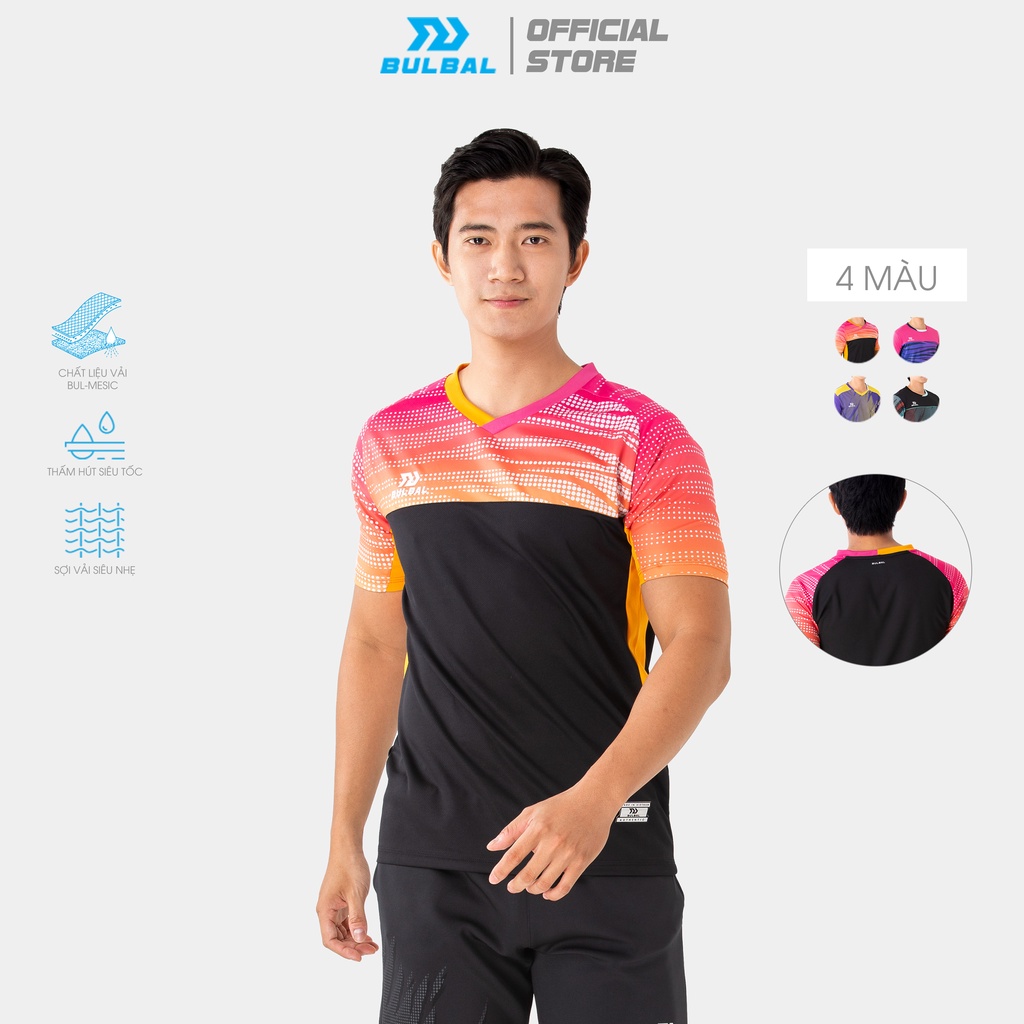 BULBAL
OFFICIAL
STORE
4 MÀU
CHẤT LIỆU VẢI
BUL-MESIC
THẤM HÚT SIÊU TỐC
SỢI VẢI SIÊU NHẸ
BULBAL
BULBAL